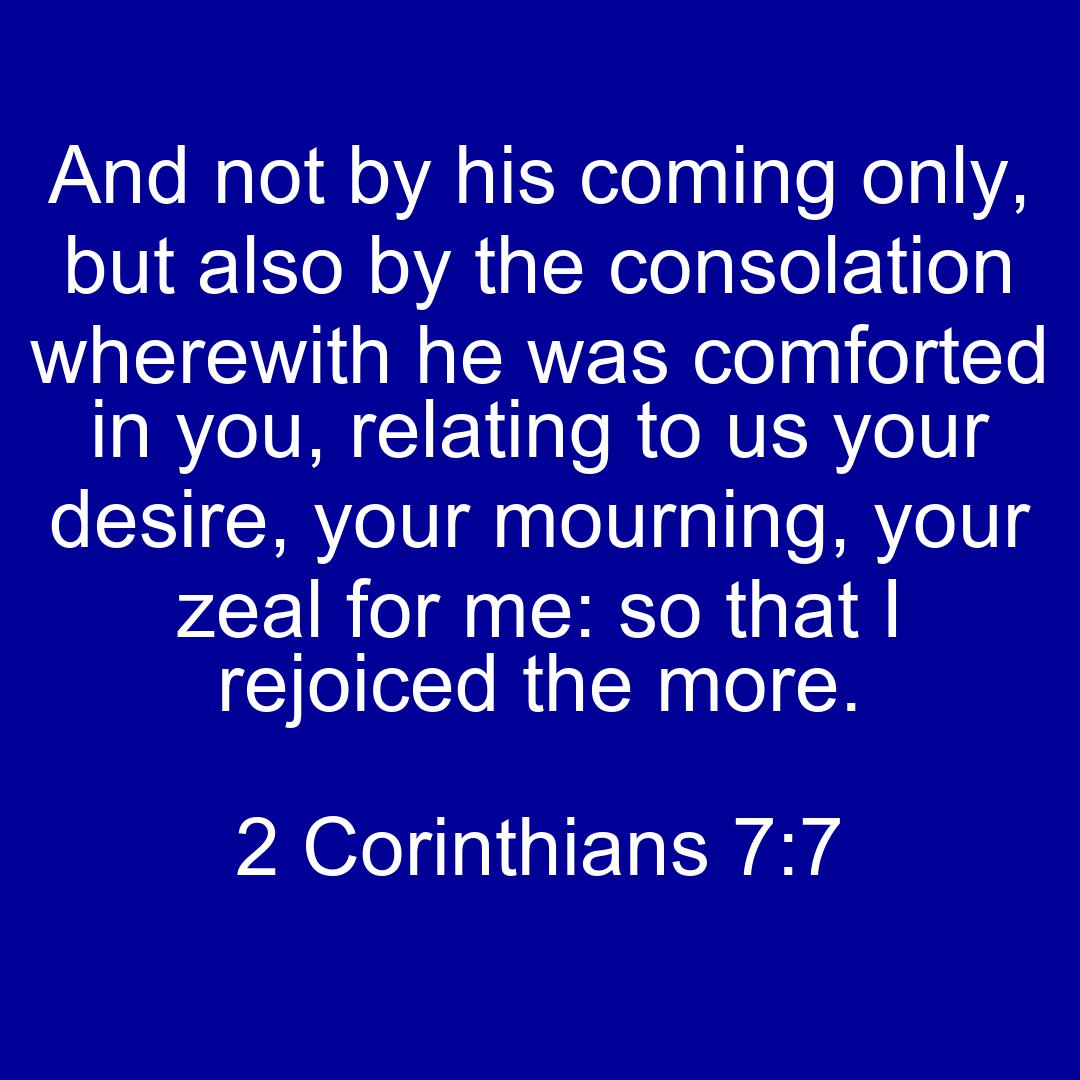 And not by his coming only,
but also by the consolation
wherewith he was comforted
in you, relating to us your
desire, your mourning, your
zeal for me: so that I
rejoiced the more.
2 Corinthians 7:7